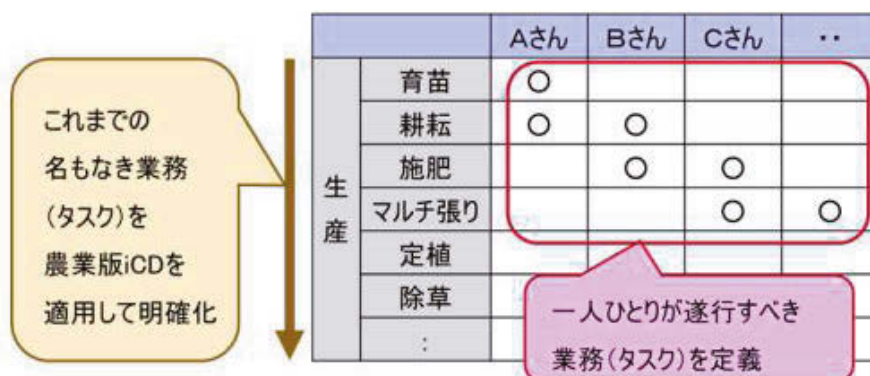 Aさん Bさん Cさん ‥
これまでの
名もなき業務
(タスク)を
農業版iCDを
適用して明確化
生産
育苗 ○
耕耘 ○ ○
施肥 ○ ○
マルチ張り ○ ○
定植
除草
:
一人ひとりが遂行すべき
業務(タスク)を定義